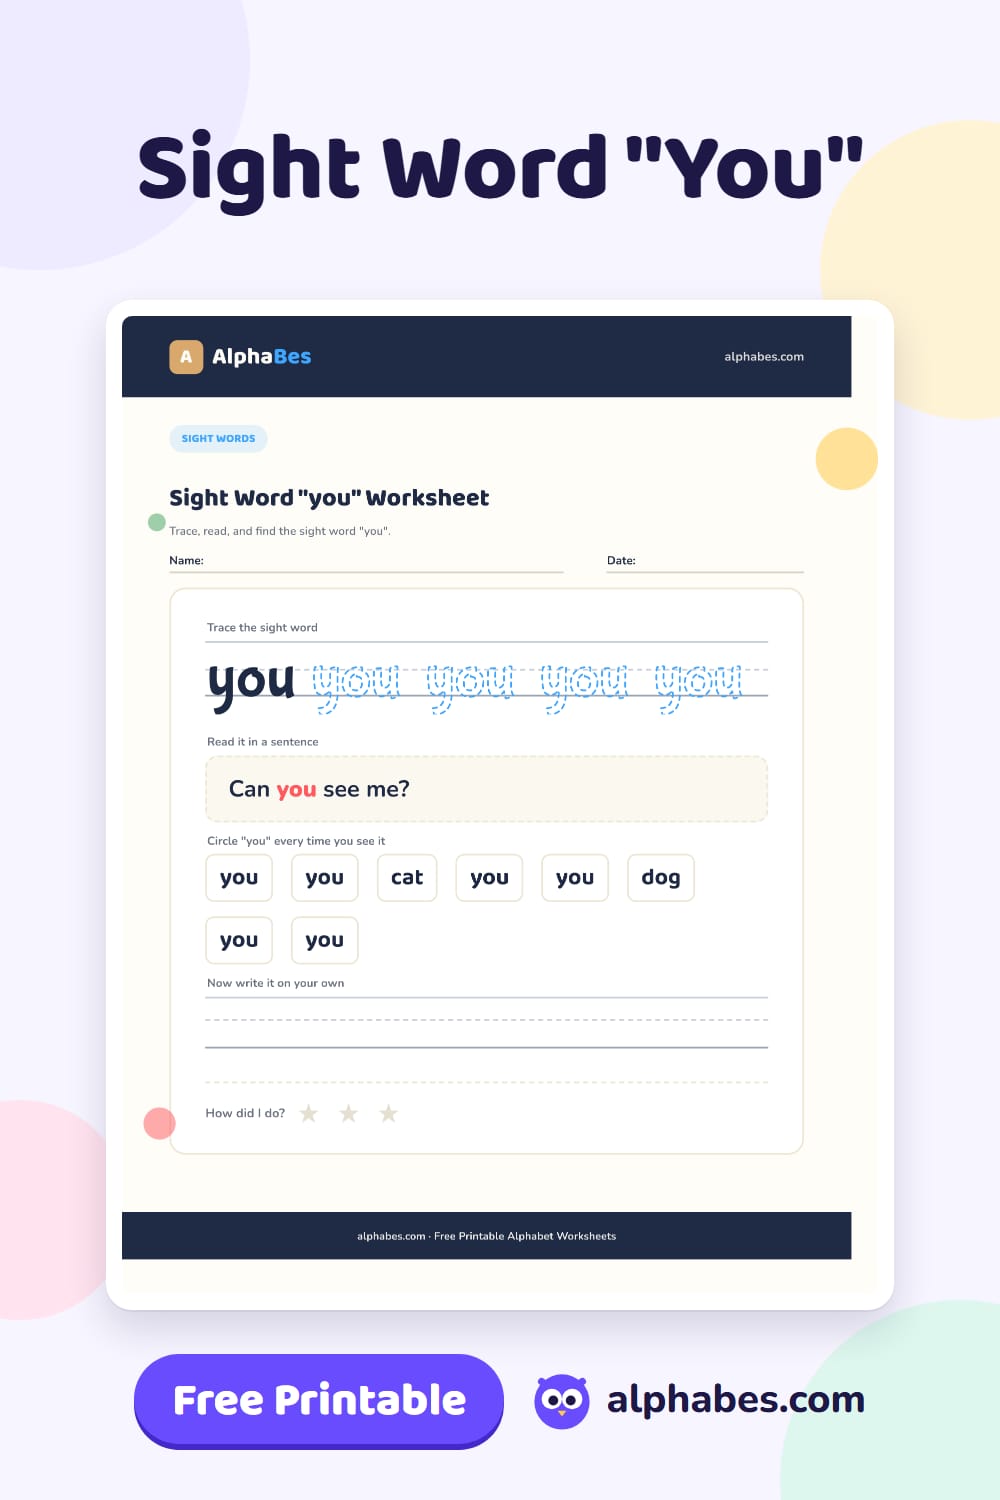 Sight Word "You"
A AlphaBes alphabes.com
SIGHT WORDS
Sight Word "you" Worksheet
Trace, read, and find the sight word "you".
Name: Date:
Trace the sight word
you you you you you
Read it in a sentence
Can you see me?
Circle "you" every time you see it
you you cat you you dog
you you
Now write it on your own
How did I do?
alphabes.com · Free Printable Alphabet Worksheets
Free Printable alphabes.com